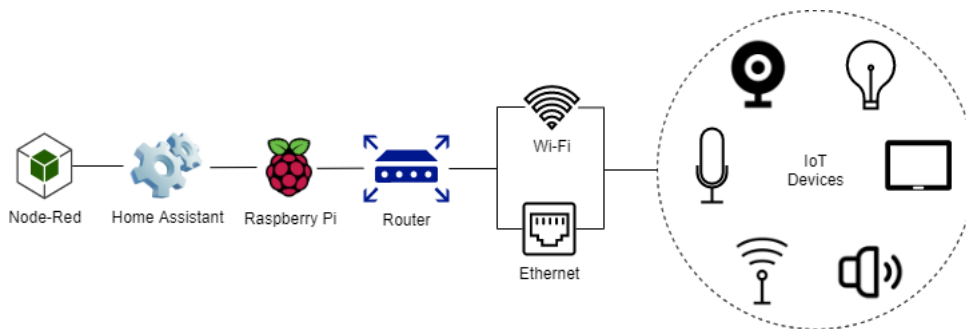 Node-Red
Home Assistant
Raspberry Pi
Router
Wi-Fi
Ethernet
IoT
Devices